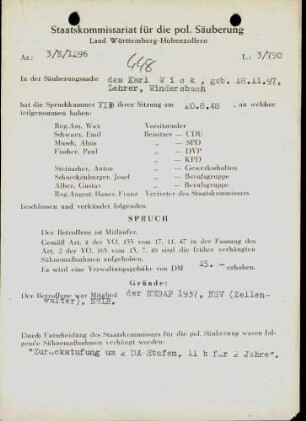 Staatskommissariat für die pol. Säuberung
Land Württemberg-Hohenzollern
Az.: 3/E/1296
L.: 3/190
648
In der Säuberungssache des Karl Wick, geb. 18.11.97,
Lehrer, Windersbach
hat die Spruchkammer VIII ihrer Sitzung am 20.8.48 , an welcher
teilgenommen haben:
Reg.Ass. Wax Vorsitzender
Schwarz, Emil Beisitzer — CDU
Musch, Alois „ — SPD
Fischer, Paul „ — DVP
„ — KPD
Steinacher, Anton „ — Gewerkschaften
Schneckenburger, Josef „ — Berufsgruppe
Alber, Gustav „ — Berufsgruppe
Reg.August. Hauer, Franz Vertreter des Staatskommissars
beschlossen und verkündet folgenden
SPRUCH
Der Betroffene ist Mitläufer.
Gemäß Art. 4 der VO. 133 vom 17. 11. 47 in der Fassung des
Art. 2 der VO. 165 vom 1. 7. 48 sind die früher verhängten
Sühnemaßnahmen aufgehoben.
Es wird eine Verwaltungsgebühr von DM 15.— erhoben.
Gründe:
Der Betroffene war Mitglied der NSDAP 1937, NSV (Zellen-
walter), NSLB.
Durch Entscheidung des Staatskommissars für die pol. Säuberung waren fol-
gende Sühnemaßnahmen verhängt worden:
"Zurückstufung um 2 DA-Stufen, 11 b für 2 Jahre".